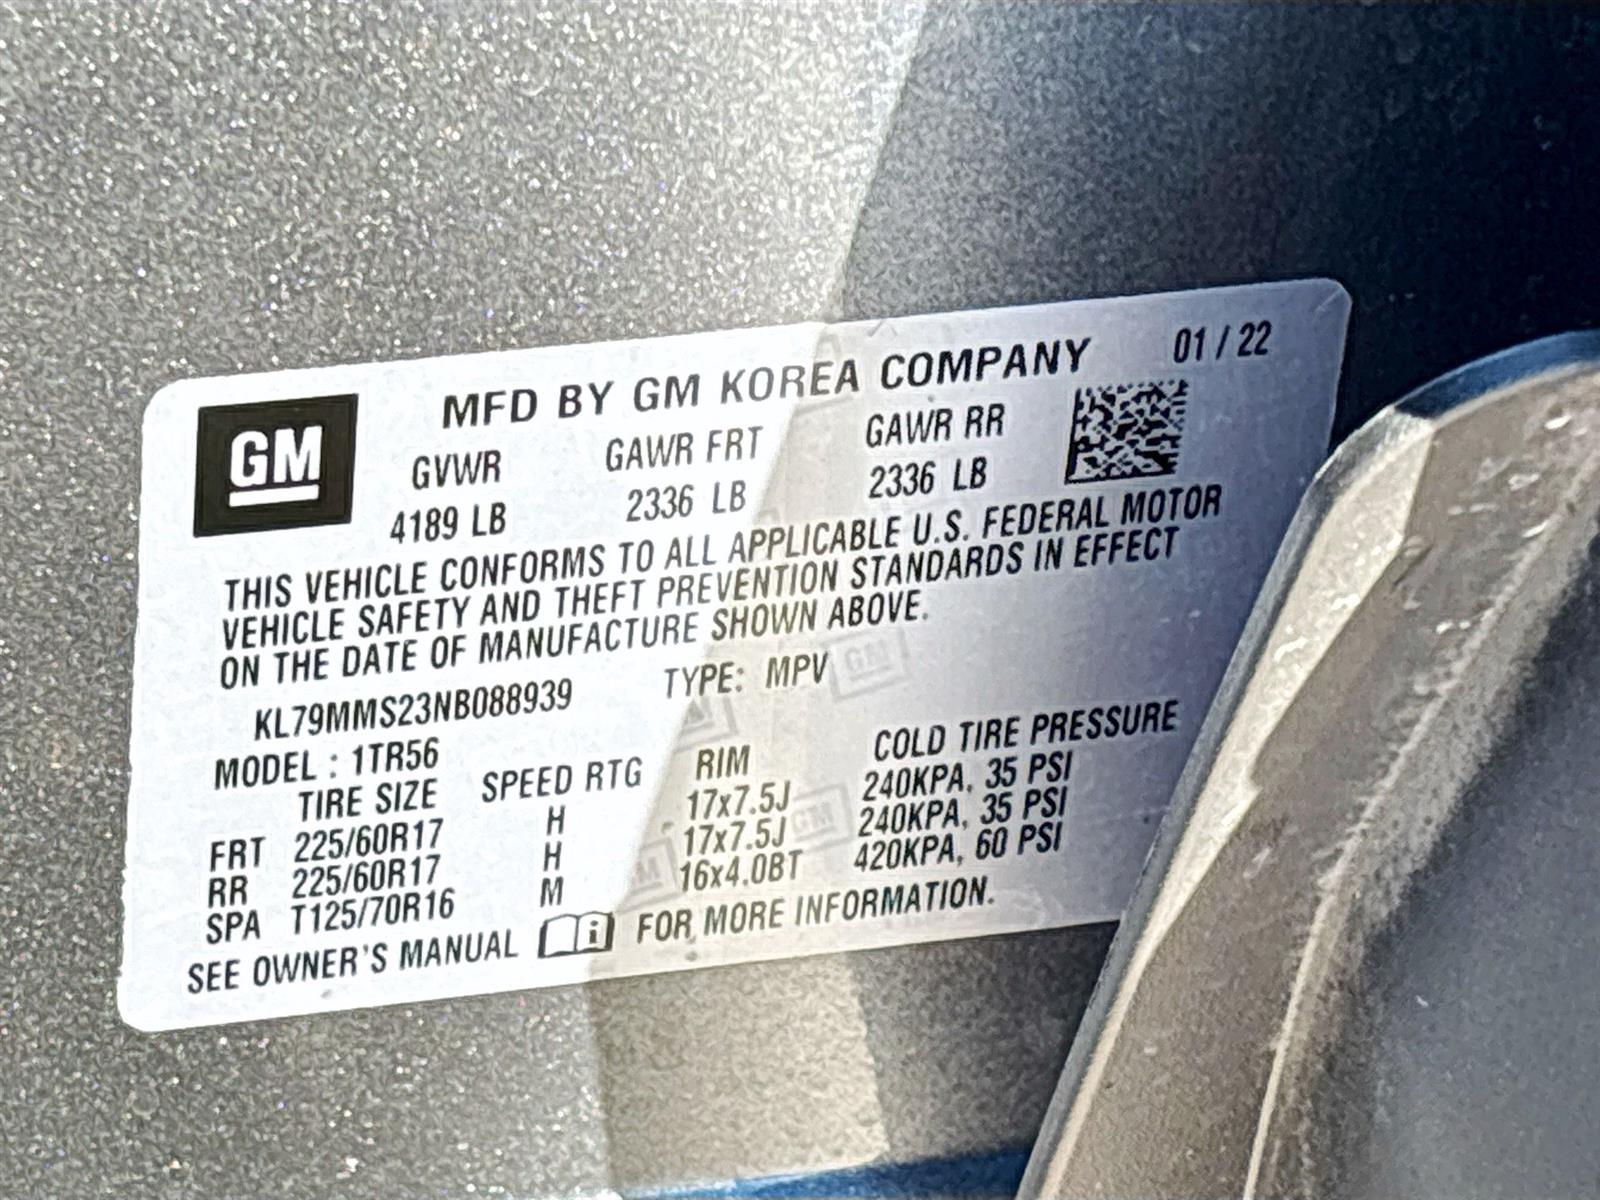 MFD BY GM KOREA COMPANY 01 / 22
GM
GVWR GAWR FRT GAWR RR
4189 LB 2336 LB 2336 LB
THIS VEHICLE CONFORMS TO ALL APPLICABLE U.S. FEDERAL MOTOR
VEHICLE SAFETY AND THEFT PREVENTION STANDARDS IN EFFECT
ON THE DATE OF MANUFACTURE SHOWN ABOVE.
KL79MMS23NB088939 TYPE: MPV
MODEL : 1TR56
TIRE SIZE SPEED RTG RIM COLD TIRE PRESSURE
FRT 225/60R17 H 17x7.5J 240KPA, 35 PSI
RR 225/60R17 H 17x7.5J 240KPA, 35 PSI
SPA T125/70R16 M 16x4.0BT 420KPA, 60 PSI
SEE OWNER'S MANUAL i FOR MORE INFORMATION.